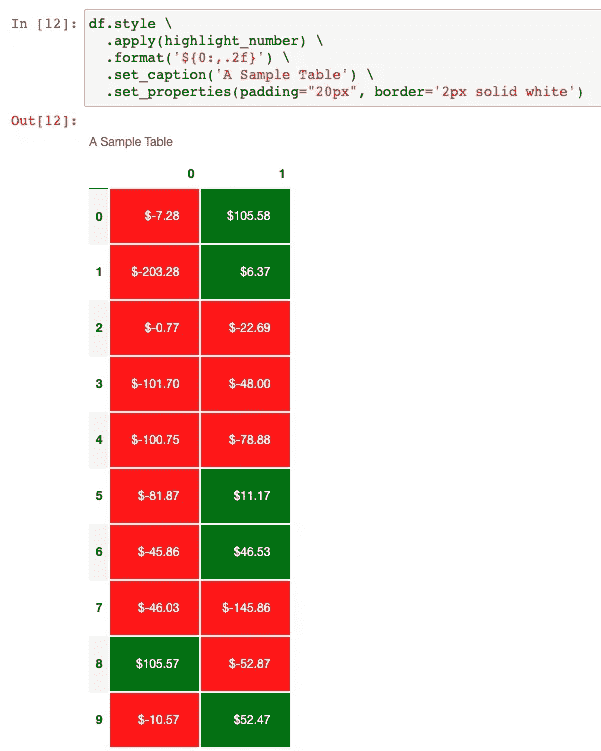 In [12]: df.style \
.apply(highlight_number) \
.format('${0:,.2f}') \
.set_caption('A Sample Table') \
.set_properties(padding="20px", border='2px solid white')
Out[12]:
A Sample Table
0 1
0 $-7.28 $105.58
1 $-203.28 $6.37
2 $-0.77 $-22.69
3 $-101.70 $-48.00
4 $-100.75 $-78.88
5 $-81.87 $11.17
6 $-45.86 $46.53
7 $-46.03 $-145.86
8 $105.57 $-52.87
9 $-10.57 $52.47